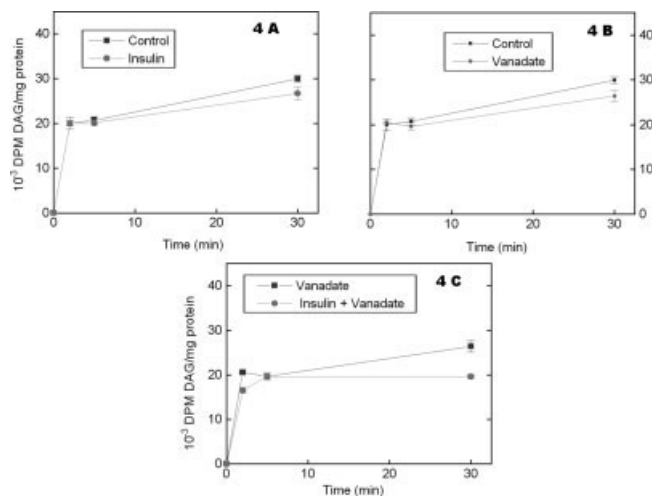 4 A
Control
Insulin
40
30
20
10
0
10⁻³ DPM DAG/mg protein
0 10 20 30
Time (min)
4 B
Control
Vanadate
40
30
20
10
0
0 10 20 30
Time (min)
4 C
Vanadate
Insulin + Vanadate
40
30
20
10
0
10⁻³ DPM DAG/mg protein
0 10 20 30
Time (min)